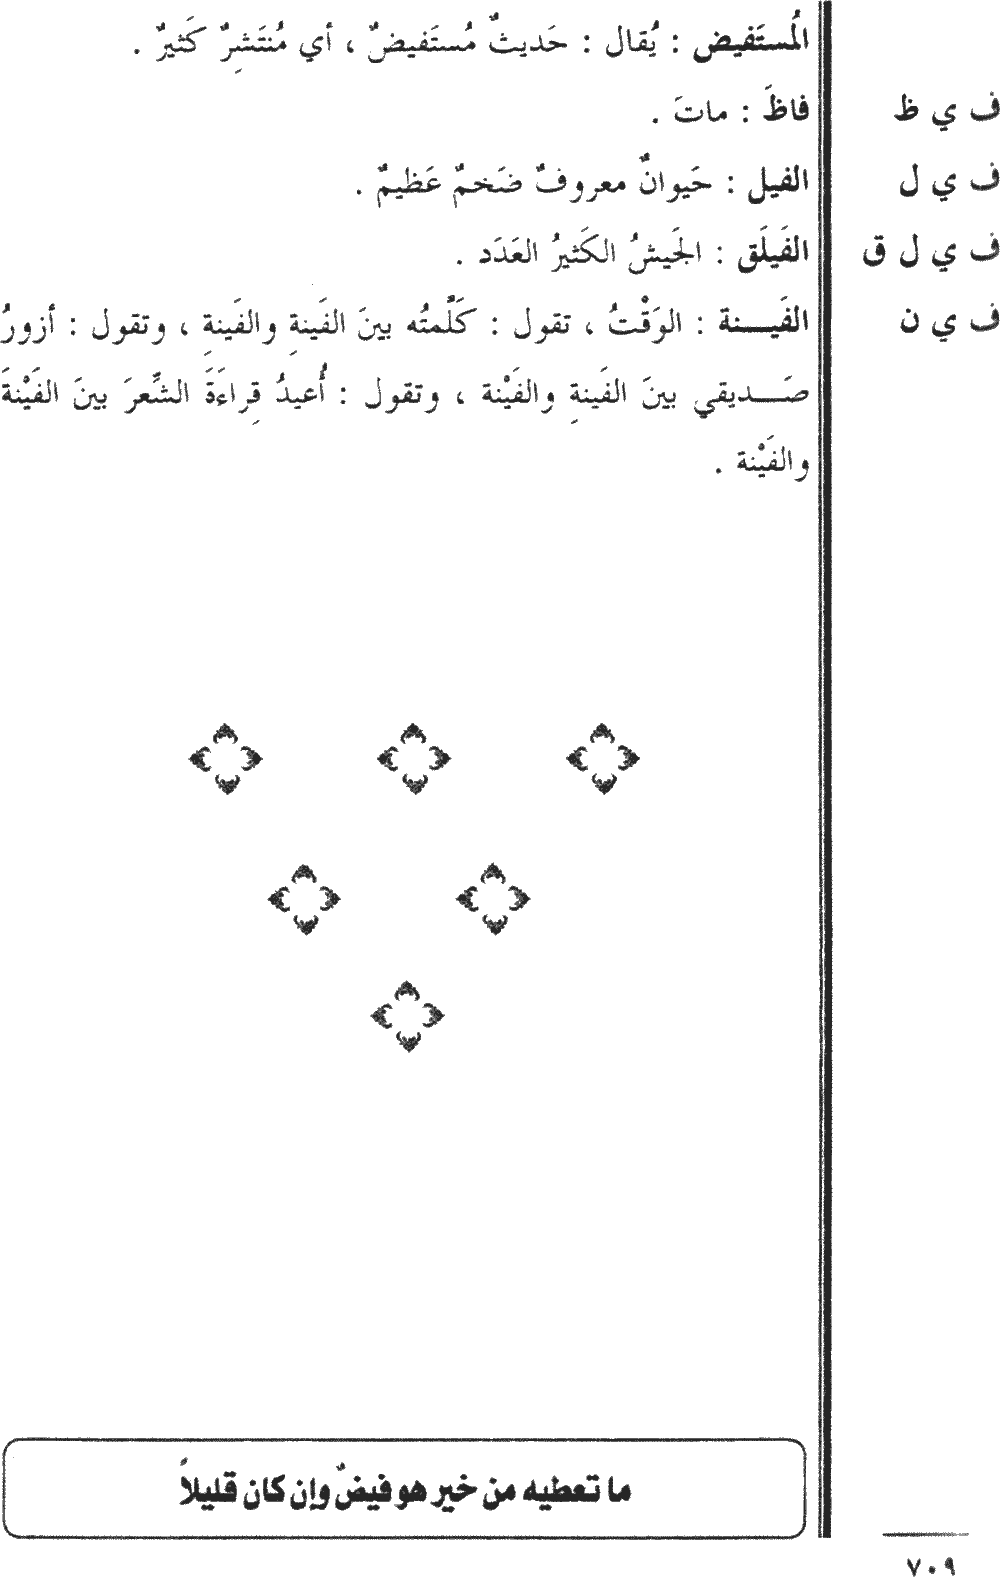 المُستَفيض : يُقال : حَديثٌ مُستَفيضٌ ، أي مُنتَشِرٌ كَثيرٌ .
ف ي ظ فاظَ : ماتَ .
ف ي ل الفيل : حَيوانٌ معروفٌ ضَخمٌ عَظيمٌ .
ف ي ل ق الفَيلَق : الجَيشُ الكَثيرُ العَدَد .
ف ي ن الفَيـــنة : الوَقْتُ ، تقول : كَلَّمتُه بينَ الفَينةِ والفَينةِ ، وتقول : أزورُ
صَـــديقي بينَ الفَينةِ والفَيْنة ، وتقول : أُعيدُ قِراءَةَ الشِّعرَ بينَ الفَيْنةَ
والفَيْنة .
ما تعطيه من خير هو فيضٌ وإن كان قليلاً
٧٠٩